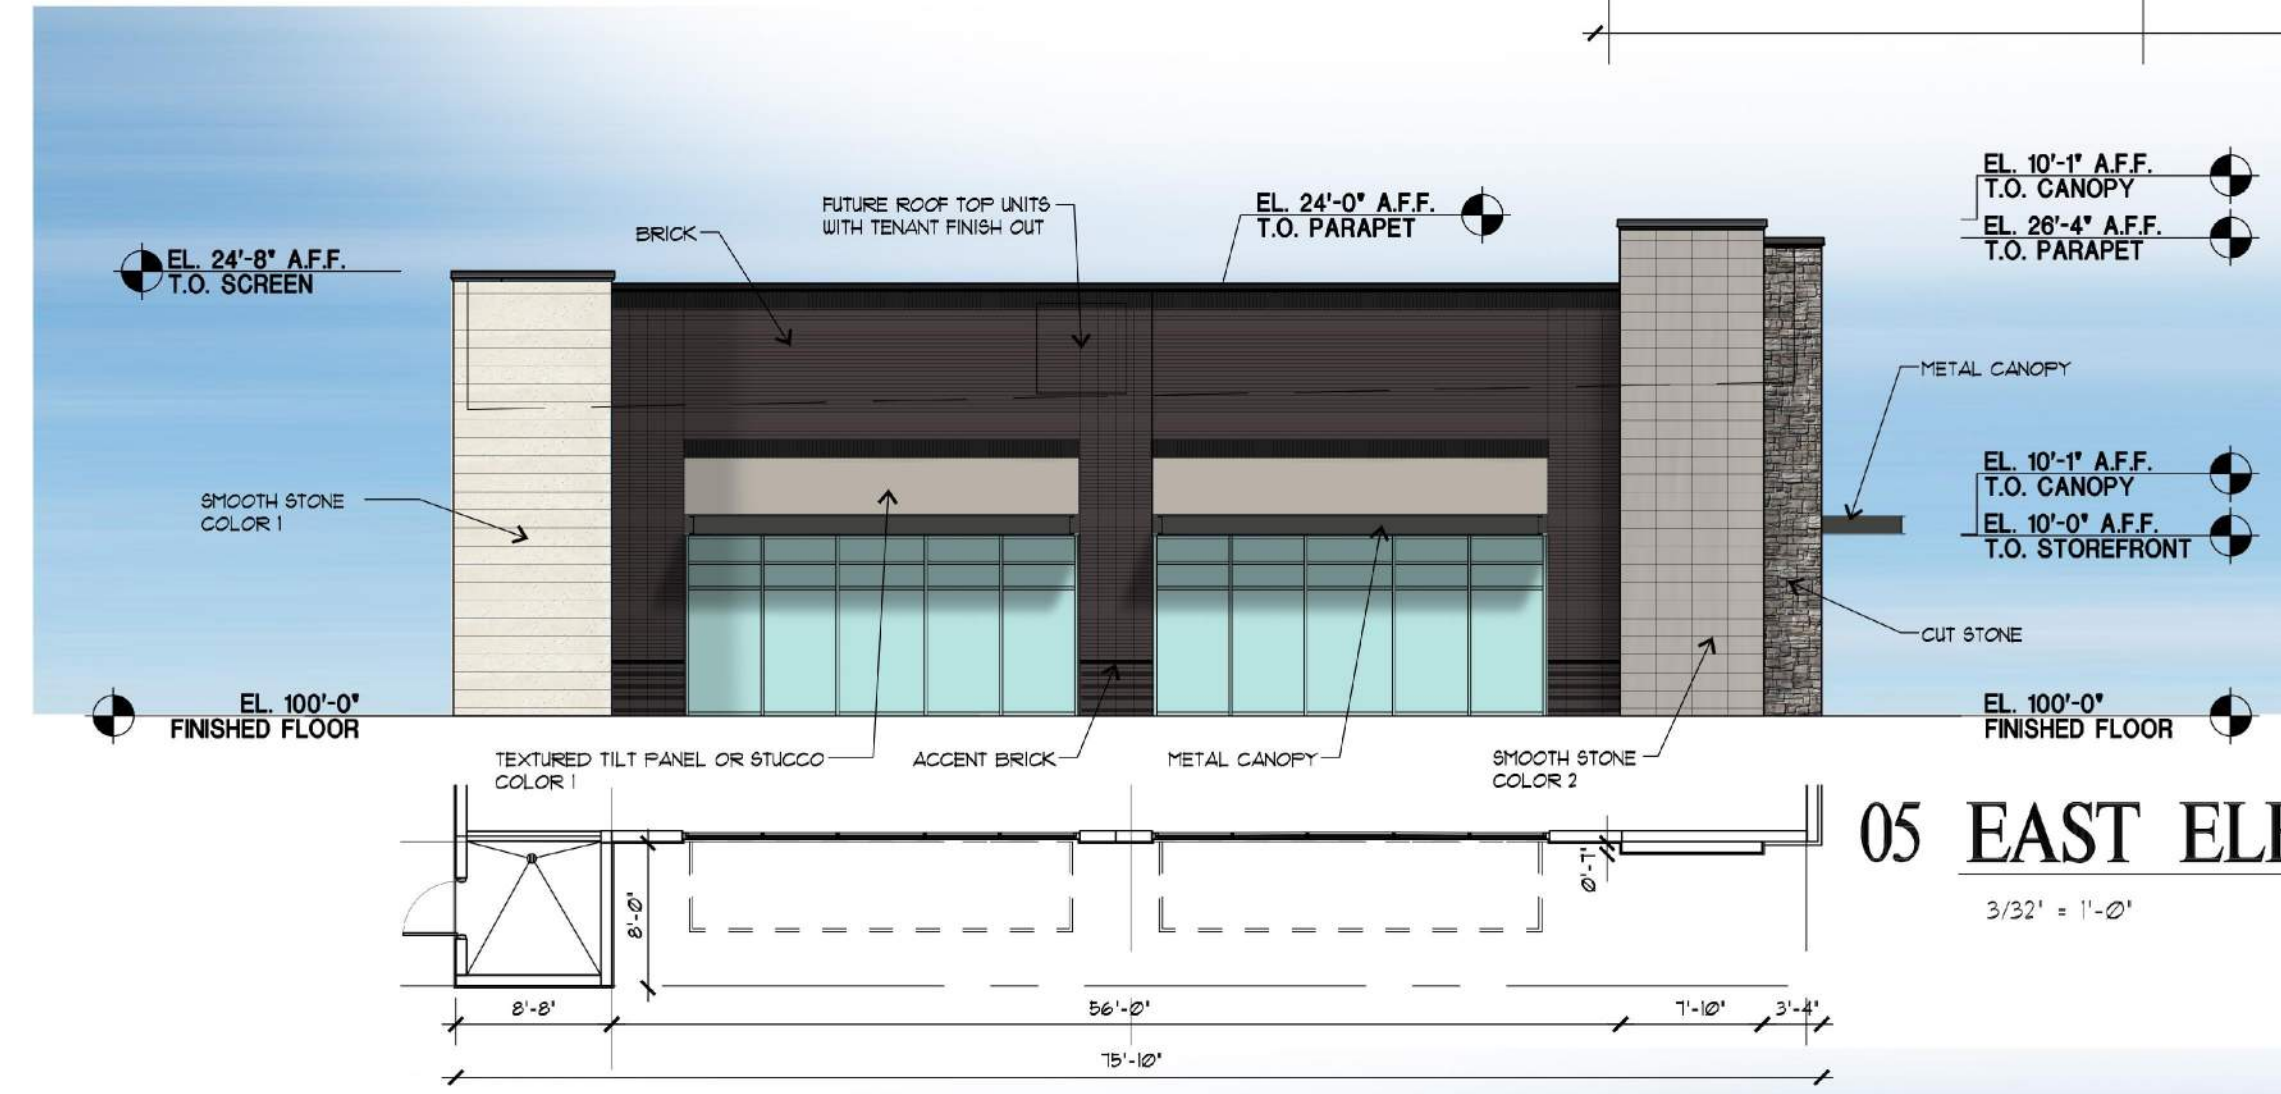 EL. 10'-1" A.F.F.
T.O. CANOPY
EL. 26'-4" A.F.F.
T.O. PARAPET
EL. 24'-0" A.F.F.
T.O. PARAPET
FUTURE ROOF TOP UNITS
WITH TENANT FINISH OUT
BRICK
EL. 24'-8" A.F.F.
T.O. SCREEN
METAL CANOPY
EL. 10'-1" A.F.F.
T.O. CANOPY
EL. 10'-0" A.F.F.
T.O. STOREFRONT
SMOOTH STONE
COLOR 1
CUT STONE
EL. 100'-0"
FINISHED FLOOR
EL. 100'-0"
FINISHED FLOOR
TEXTURED TILT PANEL OR STUCCO
COLOR 1
ACCENT BRICK
METAL CANOPY
SMOOTH STONE
COLOR 2
05 EAST
3/32" = 1'-0"
8'-0"
0'-7"
8'-8"
56'-0"
7'-10"
3'-4"
75'-10"